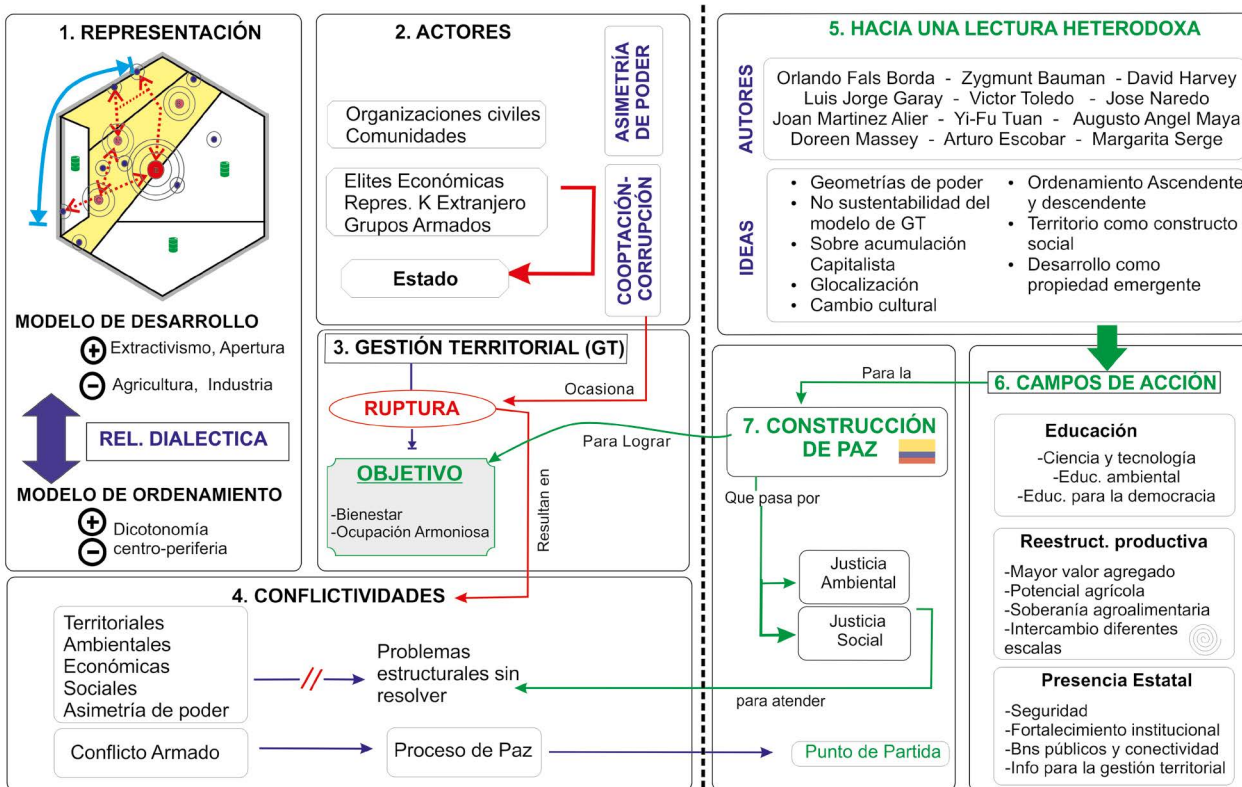 1. REPRESENTACIÓN
MODELO DE DESARROLLO
+ Extractivismo, Apertura
− Agricultura, Industria
REL. DIALECTICA
MODELO DE ORDENAMIENTO
+ Dicotonomía
− centro-periferia
2. ACTORES
Organizaciones civiles
Comunidades
Elites Económicas
Repres. K Extranjero
Grupos Armados
Estado
ASIMETRÍA
DE PODER
COOPTACIÓN-
CORRUPCIÓN
3. GESTIÓN TERRITORIAL (GT)
Ocasiona
RUPTURA
Para Lograr
OBJETIVO
-Bienestar
-Ocupación Armoniosa
Resultan en
4. CONFLICTIVIDADES
Territoriales
Ambientales
Económicas
Sociales
Asimetría de poder
//
Problemas
estructurales sin
resolver
Conflicto Armado
Proceso de Paz
5. HACIA UNA LECTURA HETERODOXA
AUTORES
Orlando Fals Borda - Zygmunt Bauman - David Harvey
Luis Jorge Garay - Victor Toledo - Jose Naredo
Joan Martinez Alier - Yi-Fu Tuan - Augusto Angel Maya
Doreen Massey - Arturo Escobar - Margarita Serge
IDEAS
• Geometrías de poder
• No sustentabilidad del
modelo de GT
• Sobre acumulación
Capitalista
• Glocalización
• Cambio cultural
• Ordenamiento Ascendente
y descendente
• Territorio como constructo
social
• Desarrollo como
propiedad emergente
Para la
6. CAMPOS DE ACCIÓN
Educación
-Ciencia y tecnología
-Educ. ambiental
-Educ. para la democracia
Reestruct. productiva
-Mayor valor agregado
-Potencial agrícola
-Soberanía agroalimentaria
-Intercambio diferentes
escalas
Presencia Estatal
-Seguridad
-Fortalecimiento institucional
-Bns públicos y conectividad
-Info para la gestión territorial
7. CONSTRUCCIÓN
DE PAZ
Que pasa por
Justicia
Ambiental
Justicia
Social
para atender
Punto de Partida